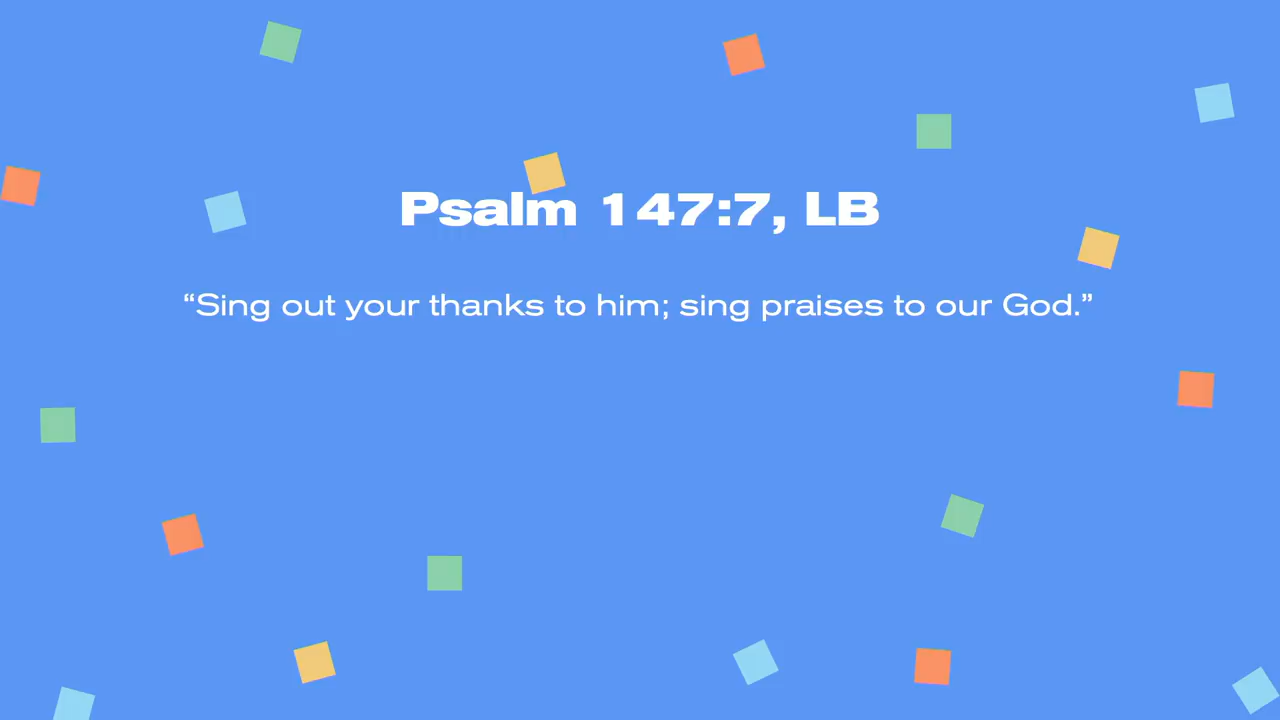 Psalm 147:7, LB
“Sing out your thanks to him; sing praises to our God.”